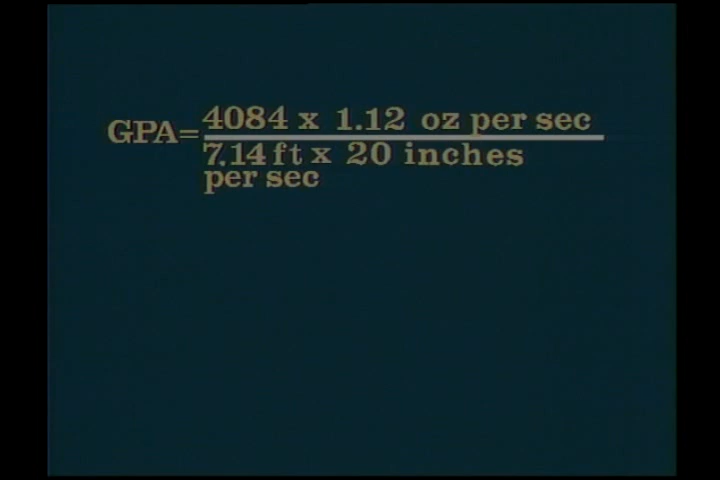 GPA= 4084 x 1.12 oz per sec
7.14 ft x 20 inches
per sec